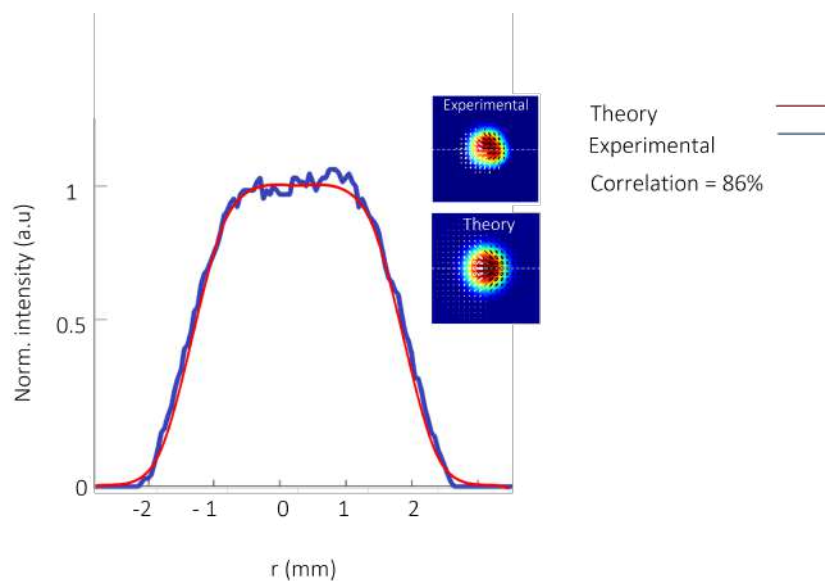 Experimental
Theory
Theory
Experimental
Correlation = 86%
Norm. intensity (a.u)
1
0.5
0
-2
- 1
0
1
2
r (mm)